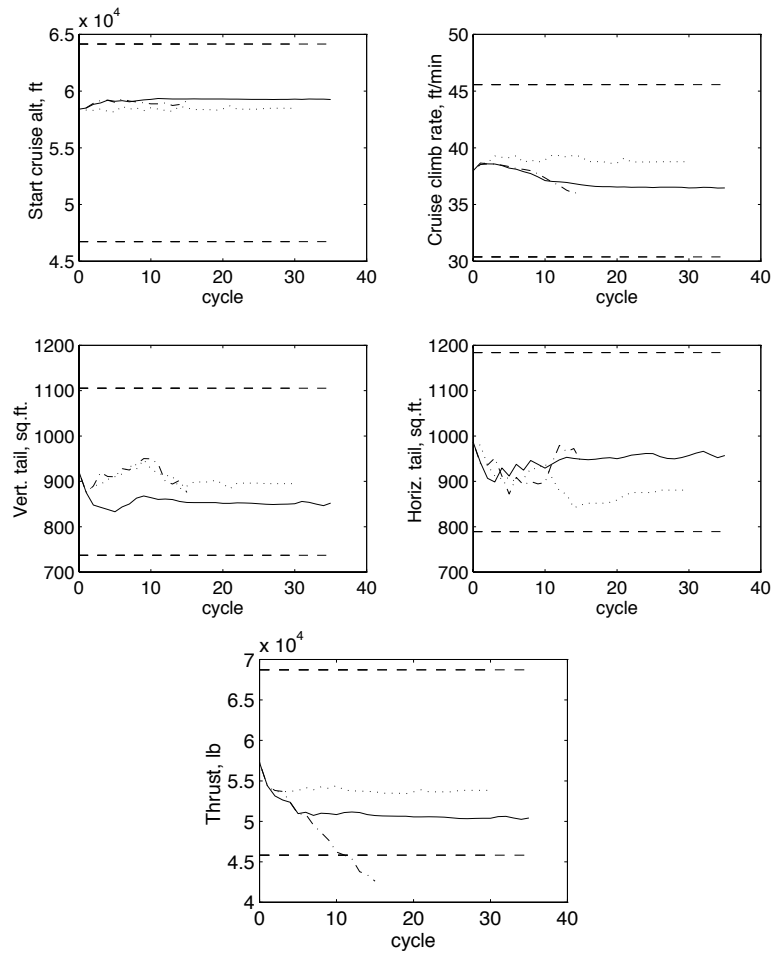 x 10⁴
6.5
6
5.5
5
4.5
Start cruise alt, ft
0 10 20 30 40
cycle
50
45
40
35
30
Cruise climb rate, ft/min
0 10 20 30 40
cycle
1200
1100
1000
900
800
700
Vert. tail, sq.ft.
0 10 20 30 40
cycle
1200
1100
1000
900
800
700
Horiz. tail, sq.ft.
0 10 20 30 40
cycle
x 10⁴
7
6.5
6
5.5
5
4.5
4
Thrust, lb
0 10 20 30 40
cycle